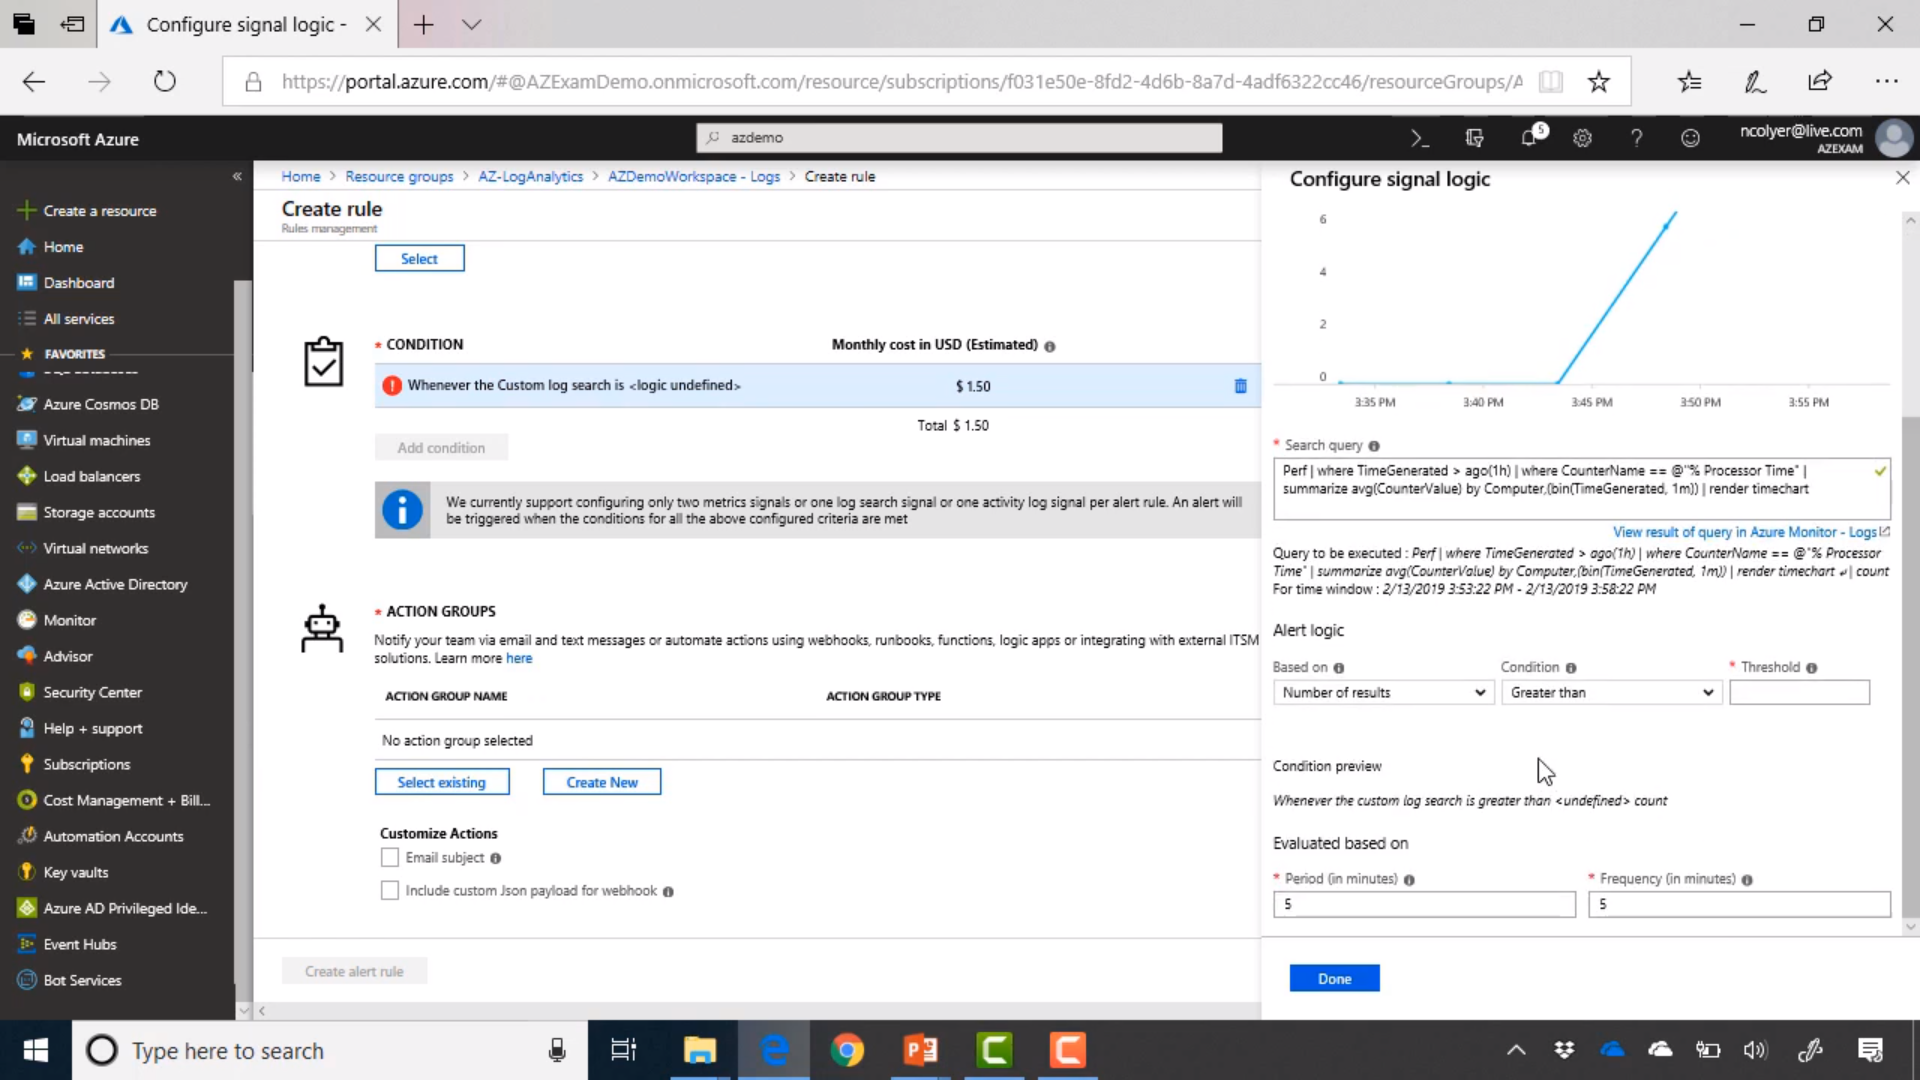 Configure signal logic -
https://portal.azure.com/#@AZExamDemo.onmicrosoft.com/resource/subscriptions/f031e50e-8fd2-4d6b-8a7d-4adf6322cc46/resourceGroups/A
Microsoft Azure
azdemo
5
ncolyer@live.com
AZEXAM
«
Create a resource
Home
Dashboard
All services
FAVORITES
Azure Cosmos DB
Virtual machines
Load balancers
Storage accounts
Virtual networks
Azure Active Directory
Monitor
Advisor
Security Center
Help + support
Subscriptions
Cost Management + Bill...
Automation Accounts
Key vaults
Azure AD Privileged Ide...
Event Hubs
Bot Services
Home > Resource groups > AZ-LogAnalytics > AZDemoWorkspace - Logs > Create rule
Create rule
Rules management
Select
* CONDITION
Monthly cost in USD (Estimated)
Whenever the Custom log search is <logic undefined>
$ 1.50
Total $ 1.50
Add condition
We currently support configuring only two metrics signals or one log search signal or one activity log signal per alert rule. An alert will
be triggered when the conditions for all the above configured criteria are met
* ACTION GROUPS
Notify your team via email and text messages or automate actions using webhooks, runbooks, functions, logic apps or integrating with external ITSM
solutions. Learn more here
ACTION GROUP NAME
ACTION GROUP TYPE
No action group selected
Select existing
Create New
Customize Actions
Email subject
Include custom Json payload for webhook
Create alert rule
Configure signal logic
6
4
2
0
3:35 PM
3:40 PM
3:45 PM
3:50 PM
3:55 PM
* Search query
Perf | where TimeGenerated > ago(1h) | where CounterName == @"% Processor Time" |
summarize avg(CounterValue) by Computer,(bin(TimeGenerated, 1m)) | render timechart
View result of query in Azure Monitor - Logs
Query to be executed : Perf | where TimeGenerated > ago(1h) | where CounterName == @"% Processor
Time" | summarize avg(CounterValue) by Computer,(bin(TimeGenerated, 1m)) | render timechart ↵ | count
For time window : 2/13/2019 3:53:22 PM - 2/13/2019 3:58:22 PM
Alert logic
Based on
Condition
* Threshold
Number of results
Greater than
Condition preview
Whenever the custom log search is greater than <undefined> count
Evaluated based on
* Period (in minutes)
* Frequency (in minutes)
5
5
Done
Type here to search